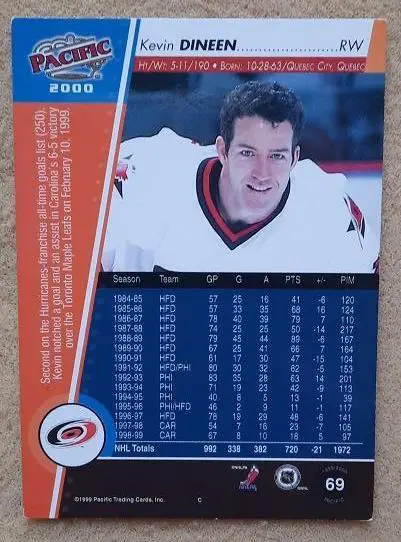 PACIFIC
2000
Kevin DINEEN..............................RW
HT/WT: 5-11/190 • BORN: 10-28-63/QUEBEC CITY, QUEBEC
Second on the Hurricanes-franchise all-time goals list (250),
Kevin notched a goal and an assist in Carolina's 6-5 victory
over the Toronto Maple Leafs on February 10, 1999.
Season Team GP G A PTS +/- PIM
1984-85 HFD 57 25 16 41 -6 120
1985-86 HFD 57 33 35 68 16 124
1986-87 HFD 78 40 39 79 7 110
1987-88 HFD 74 25 25 50 -14 217
1988-89 HFD 79 45 44 89 -6 167
1989-90 HFD 67 25 41 66 7 164
1990-91 HFD 61 17 30 47 -15 104
1991-92 HFD/PHI 80 30 32 62 -5 153
1992-93 PHI 83 35 28 63 14 201
1993-94 PHI 71 19 23 42 -9 113
1994-95 PHI 40 8 5 13 -1 39
1995-96 PHI/HFD 46 2 9 11 -1 117
1996-97 HFD 78 19 29 48 -6 141
1997-98 CAR 54 7 16 23 -7 105
1998-99 CAR 67 8 10 18 5 97
NHL Totals 992 338 382 720 -21 1972
69
PACIFIC
©1999 Pacific Trading Cards, Inc.
C